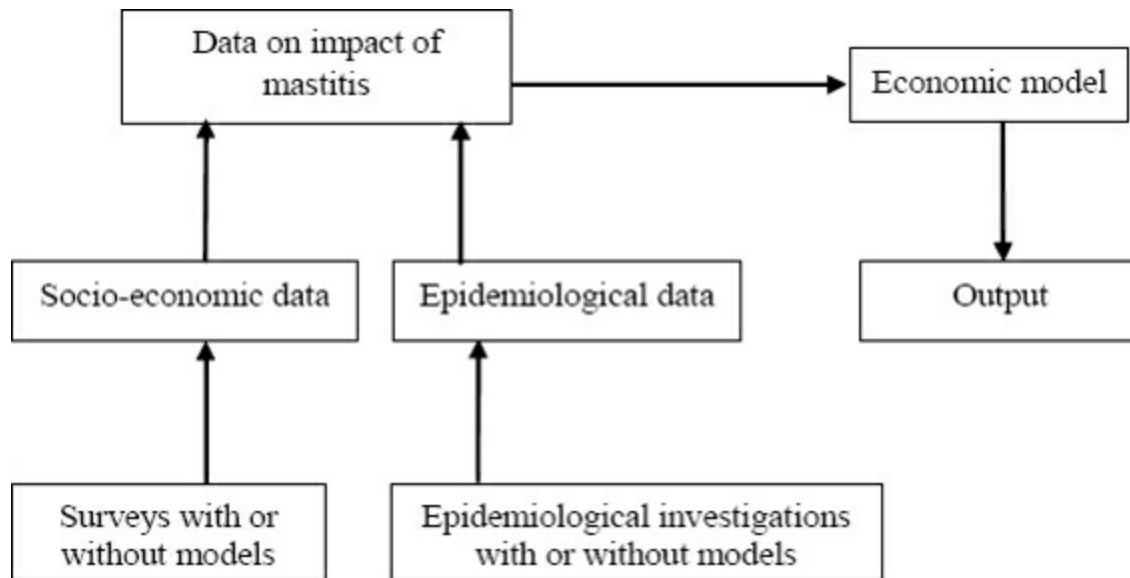 Data on impact of
mastitis
Economic model
Socio-economic data
Epidemiological data
Output
Surveys with or
without models
Epidemiological investigations
with or without models